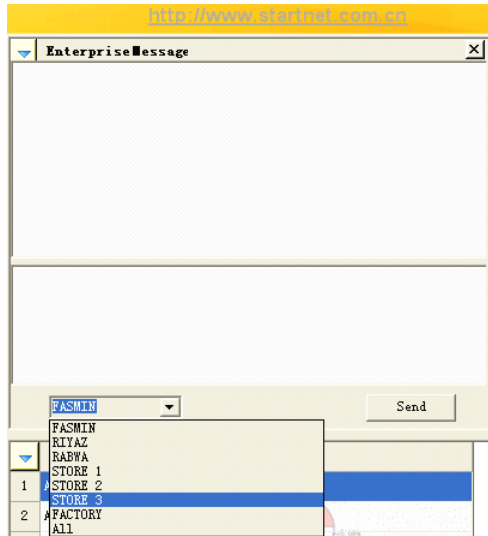 http://www.startnet.com.cn
EnterpriseMessage
FASMIN
Send
FASMIN
RIYAZ
RABWA
STORE 1
STORE 2
STORE 3
FACTORY
All
1 A
2 A